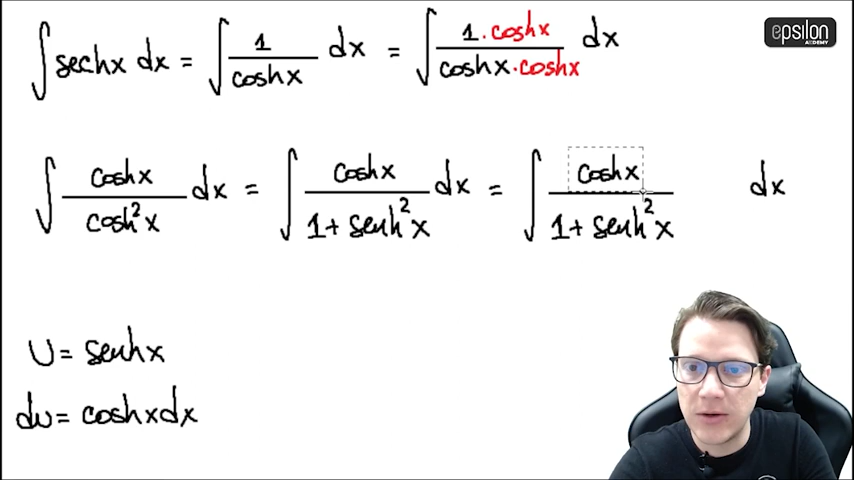 ∫ sechx dx = ∫ 1/coshx dx = ∫ 1·coshx/coshx·coshx dx
epsilon
ACADEMY
∫ coshx/cosh²x dx = ∫ coshx/1+senh²x dx = ∫ coshx/1+senh²x dx
U = senhx
du = coshxdx